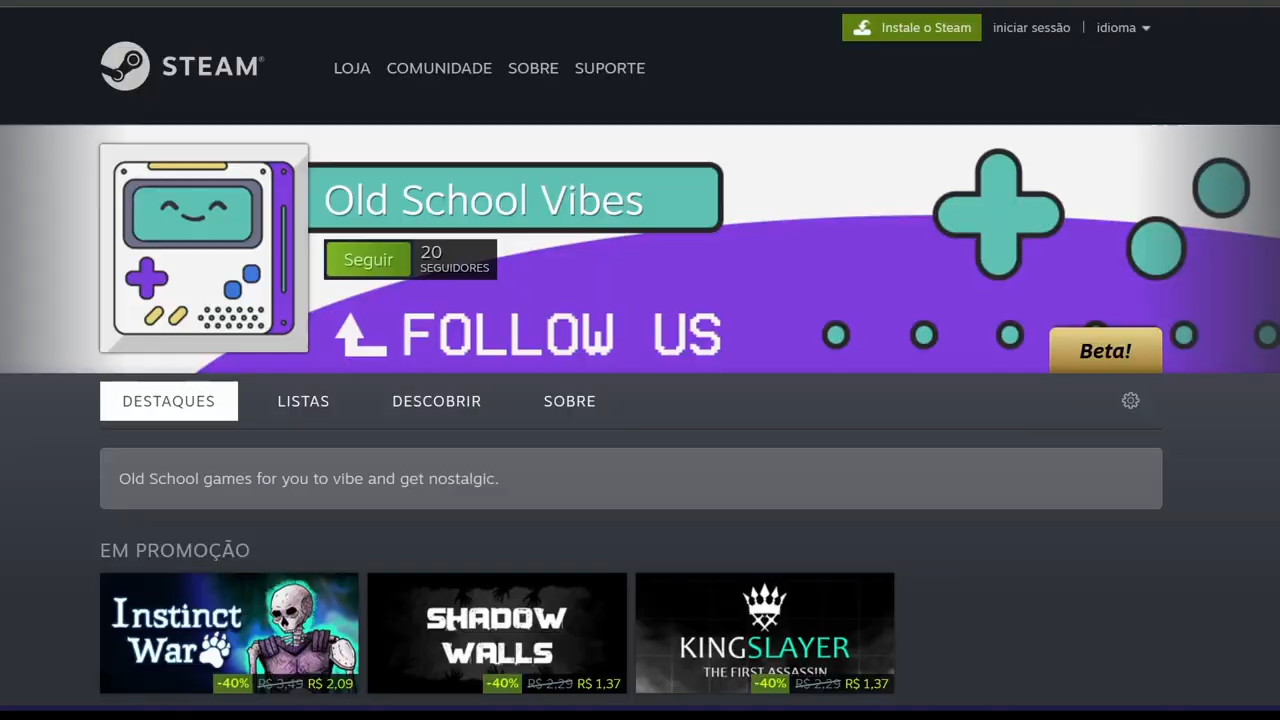 Instale o Steam
iniciar sessão | idioma
STEAM®
LOJA COMUNIDADE SOBRE SUPORTE
Old School Vibes
Seguir
20
SEGUIDORES
FOLLOW US
Beta!
DESTAQUES LISTAS DESCOBRIR SOBRE
Old School games for you to vibe and get nostalgic.
EM PROMOÇÃO
Instinct
War
-40% R$ 3,49 R$ 2,09
SHADOW
WALLS
-40% R$ 2,29 R$ 1,37
KINGSLAYER
THE FIRST ASSASSIN
-40% R$ 2,29 R$ 1,37